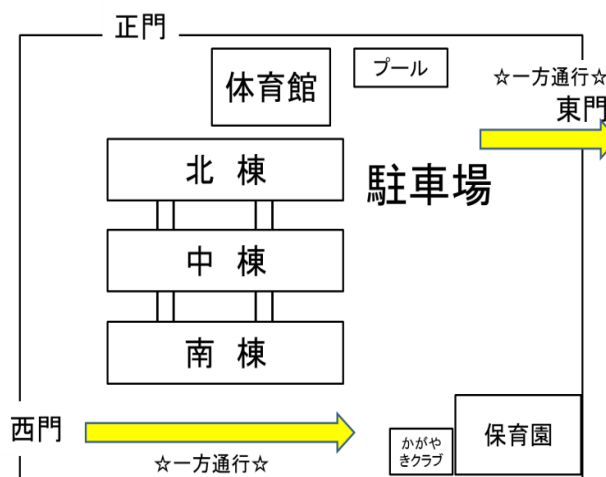 正門
体育館
プール
☆一方通行☆
東門
北 棟
駐車場
中 棟
南 棟
西門
☆一方通行☆
かがや
きクラブ
保育園